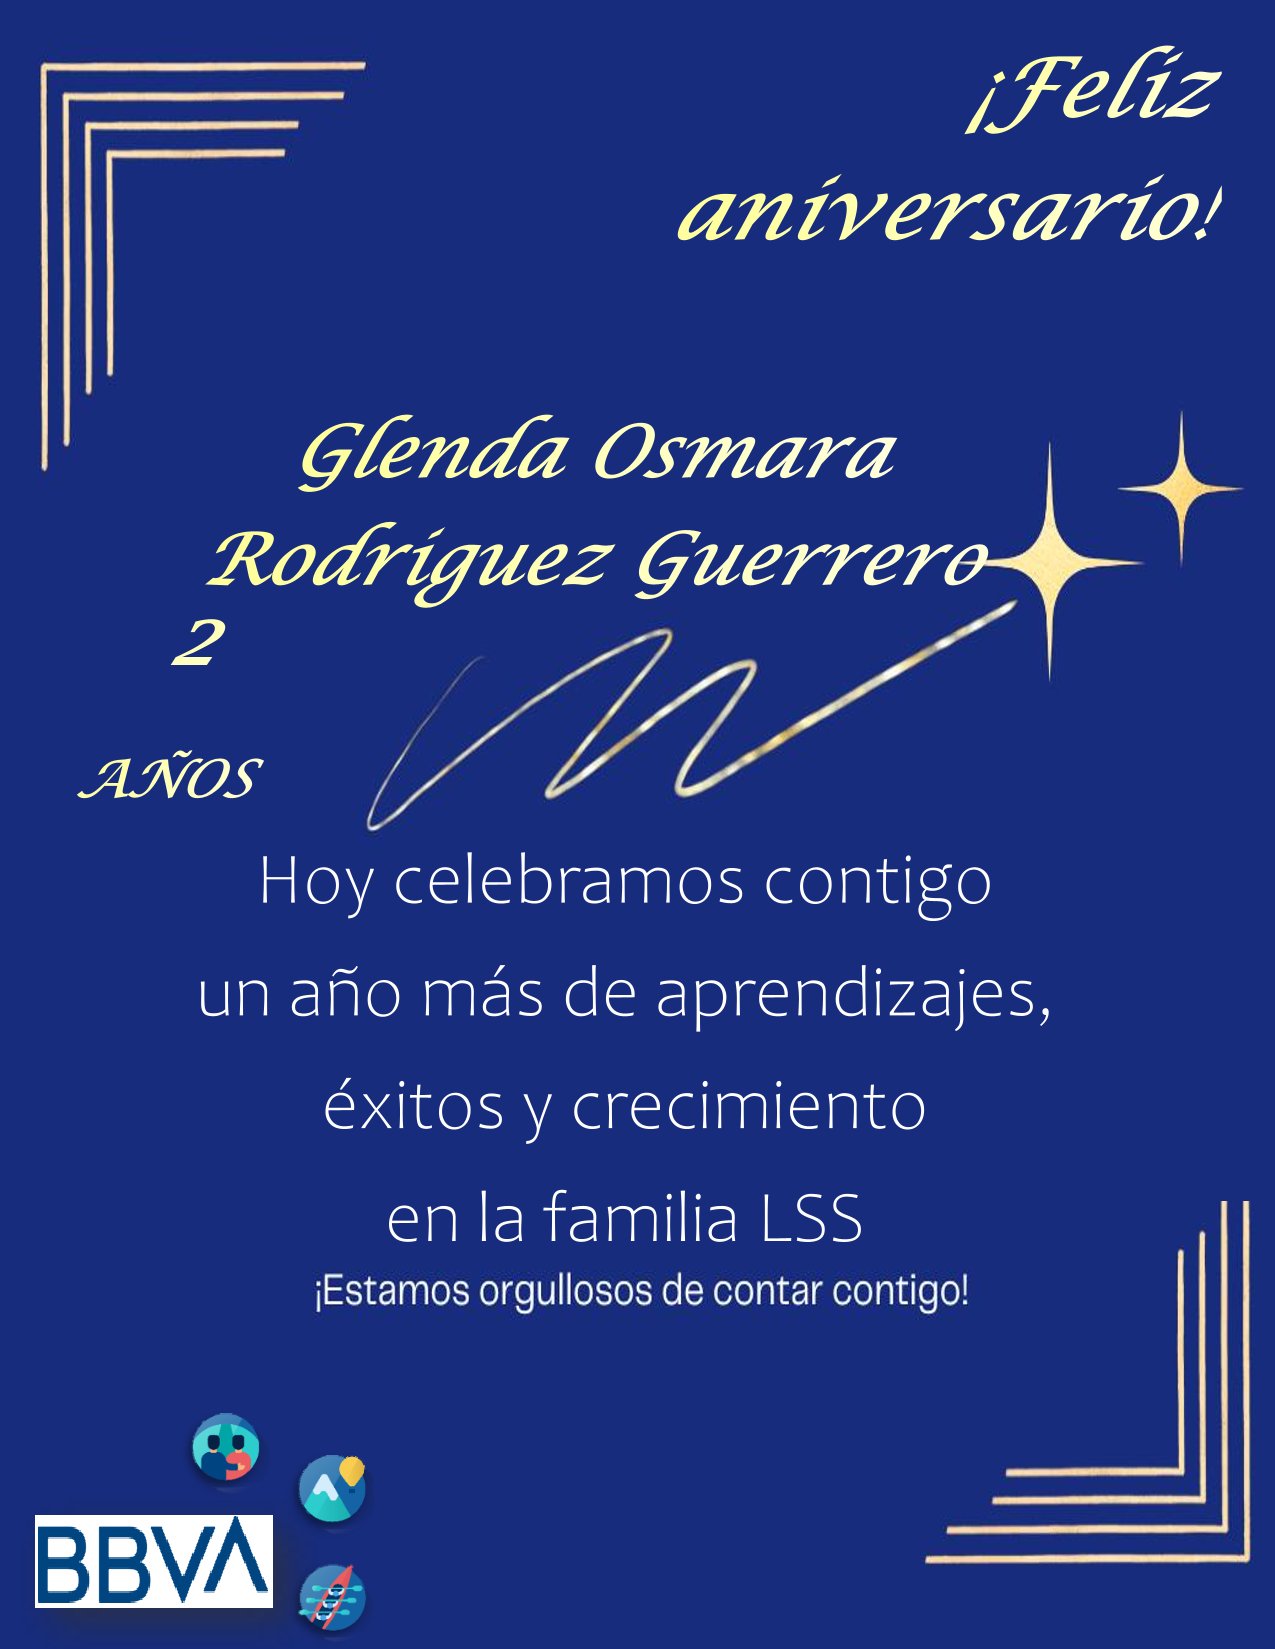 ¡Feliz
aniversario!
Glenda Osmara
Rodríguez Guerrero
2
AÑOS
Hoy celebramos contigo
un año más de aprendizajes,
éxitos y crecimiento
en la familia LSS
¡Estamos orgullosos de contar contigo!
BBVA